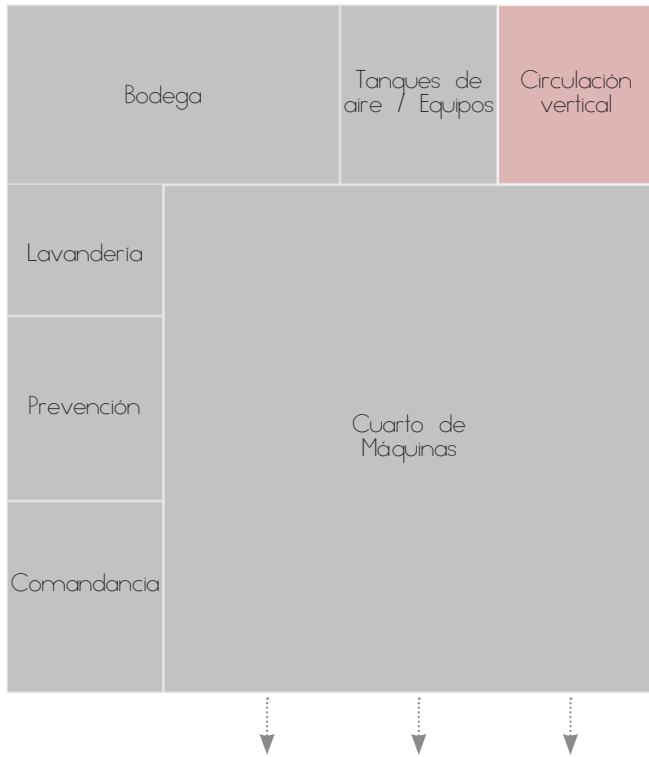 Bodega
Tanques de
aire / Equipos
Circulación
vertical
Lavandería
Prevención
Cuarto de
Máquinas
Comandancia